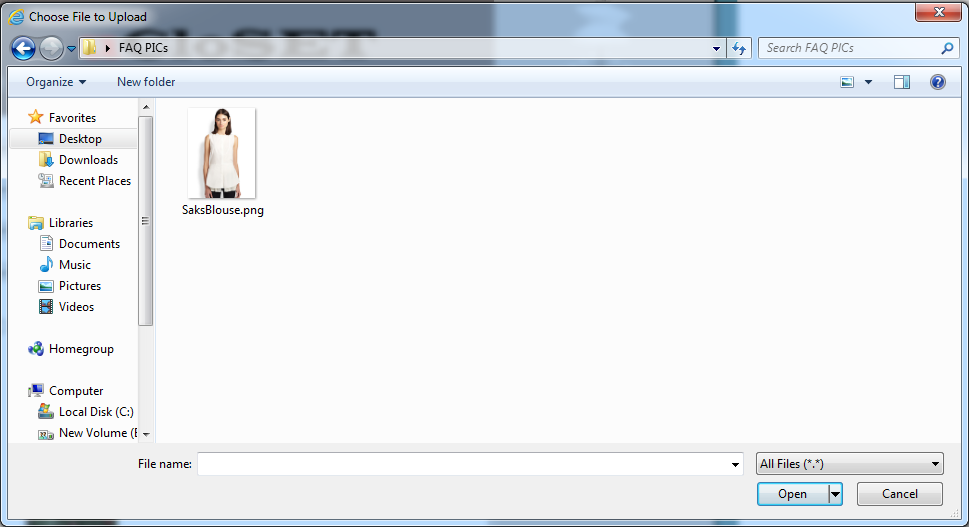 Choose File to Upload
CloSET
FAQ PICs
Search FAQ PICs
Organize
New folder
Favorites
Desktop
Downloads
Recent Places
Libraries
Documents
Music
Pictures
Videos
Homegroup
Computer
Local Disk (C:)
New Volume (E
SaksBlouse.png
File name:
All Files (*.*)
Open
Cancel